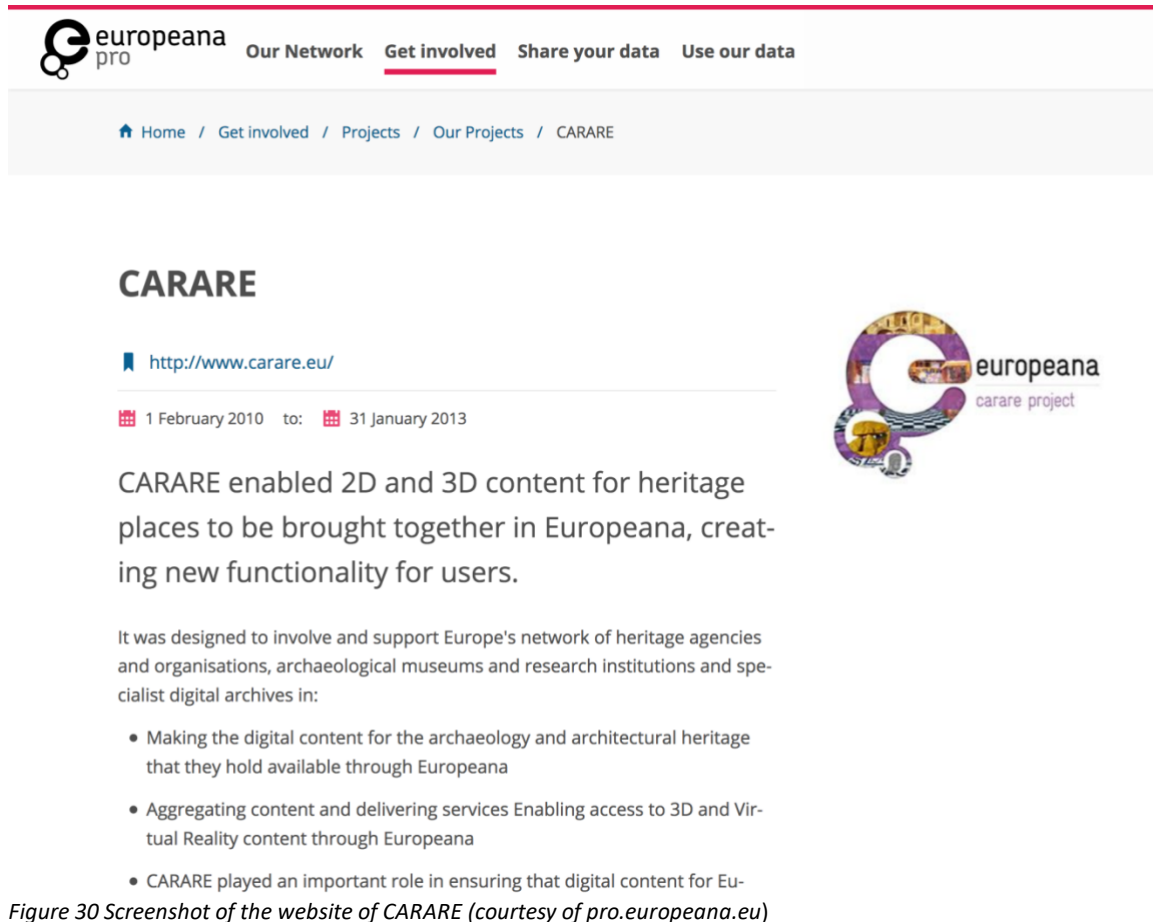 europeana
pro
Our Network Get involved Share your data Use our data
Home / Get involved / Projects / Our Projects / CARARE
CARARE
http://www.carare.eu/
1 February 2010 to: 31 January 2013
europeana
carare project
CARARE enabled 2D and 3D content for heritage
places to be brought together in Europeana, creat-
ing new functionality for users.
It was designed to involve and support Europe's network of heritage agencies
and organisations, archaeological museums and research institutions and spe-
cialist digital archives in:
• Making the digital content for the archaeology and architectural heritage
that they hold available through Europeana
• Aggregating content and delivering services Enabling access to 3D and Vir-
tual Reality content through Europeana
• CARARE played an important role in ensuring that digital content for Eu-
Figure 30 Screenshot of the website of CARARE (courtesy of pro.europeana.eu)